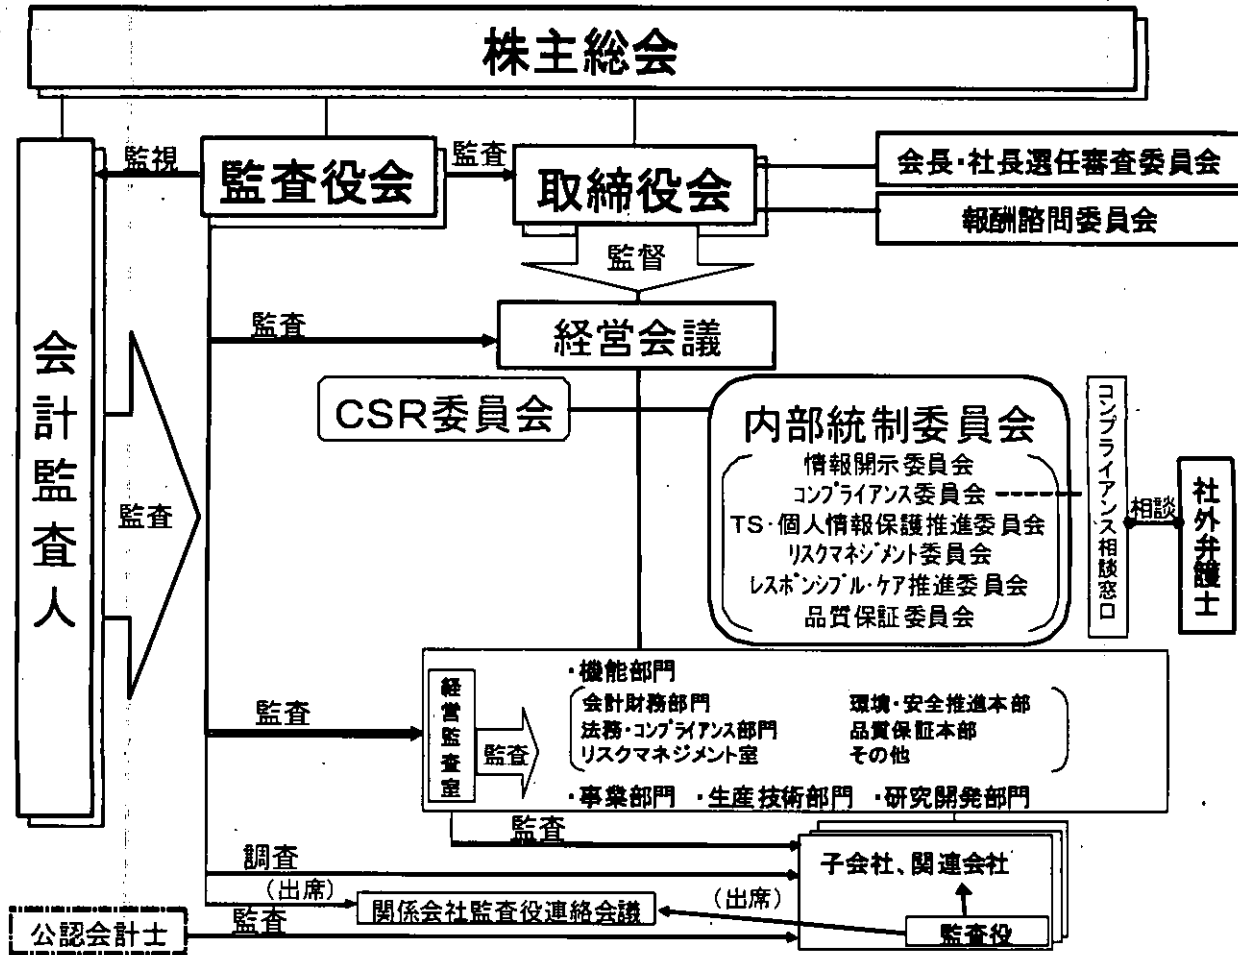 株主総会
監視
監査役会
監査
取締役会
会長・社長選任審査委員会
報酬諮問委員会
監督
会計監査人
監査
監査
経営会議
CSR委員会
内部統制委員会
情報開示委員会
コンプライアンス委員会
TS・個人情報保護推進委員会
リスクマネジメント委員会
レスポンシブル・ケア推進委員会
品質保証委員会
コンプライアンス相談窓口
相談
社外弁護士
監査
経営監査室
監査
・機能部門
会計財務部門 環境・安全推進本部
法務・コンプライアンス部門 品質保証本部
リスクマネジメント室 その他
・事業部門 ・生産技術部門 ・研究開発部門
監査
調査
子会社、関連会社
(出席)
関係会社監査役連絡会議
(出席)
監査役
公認会計士
監査